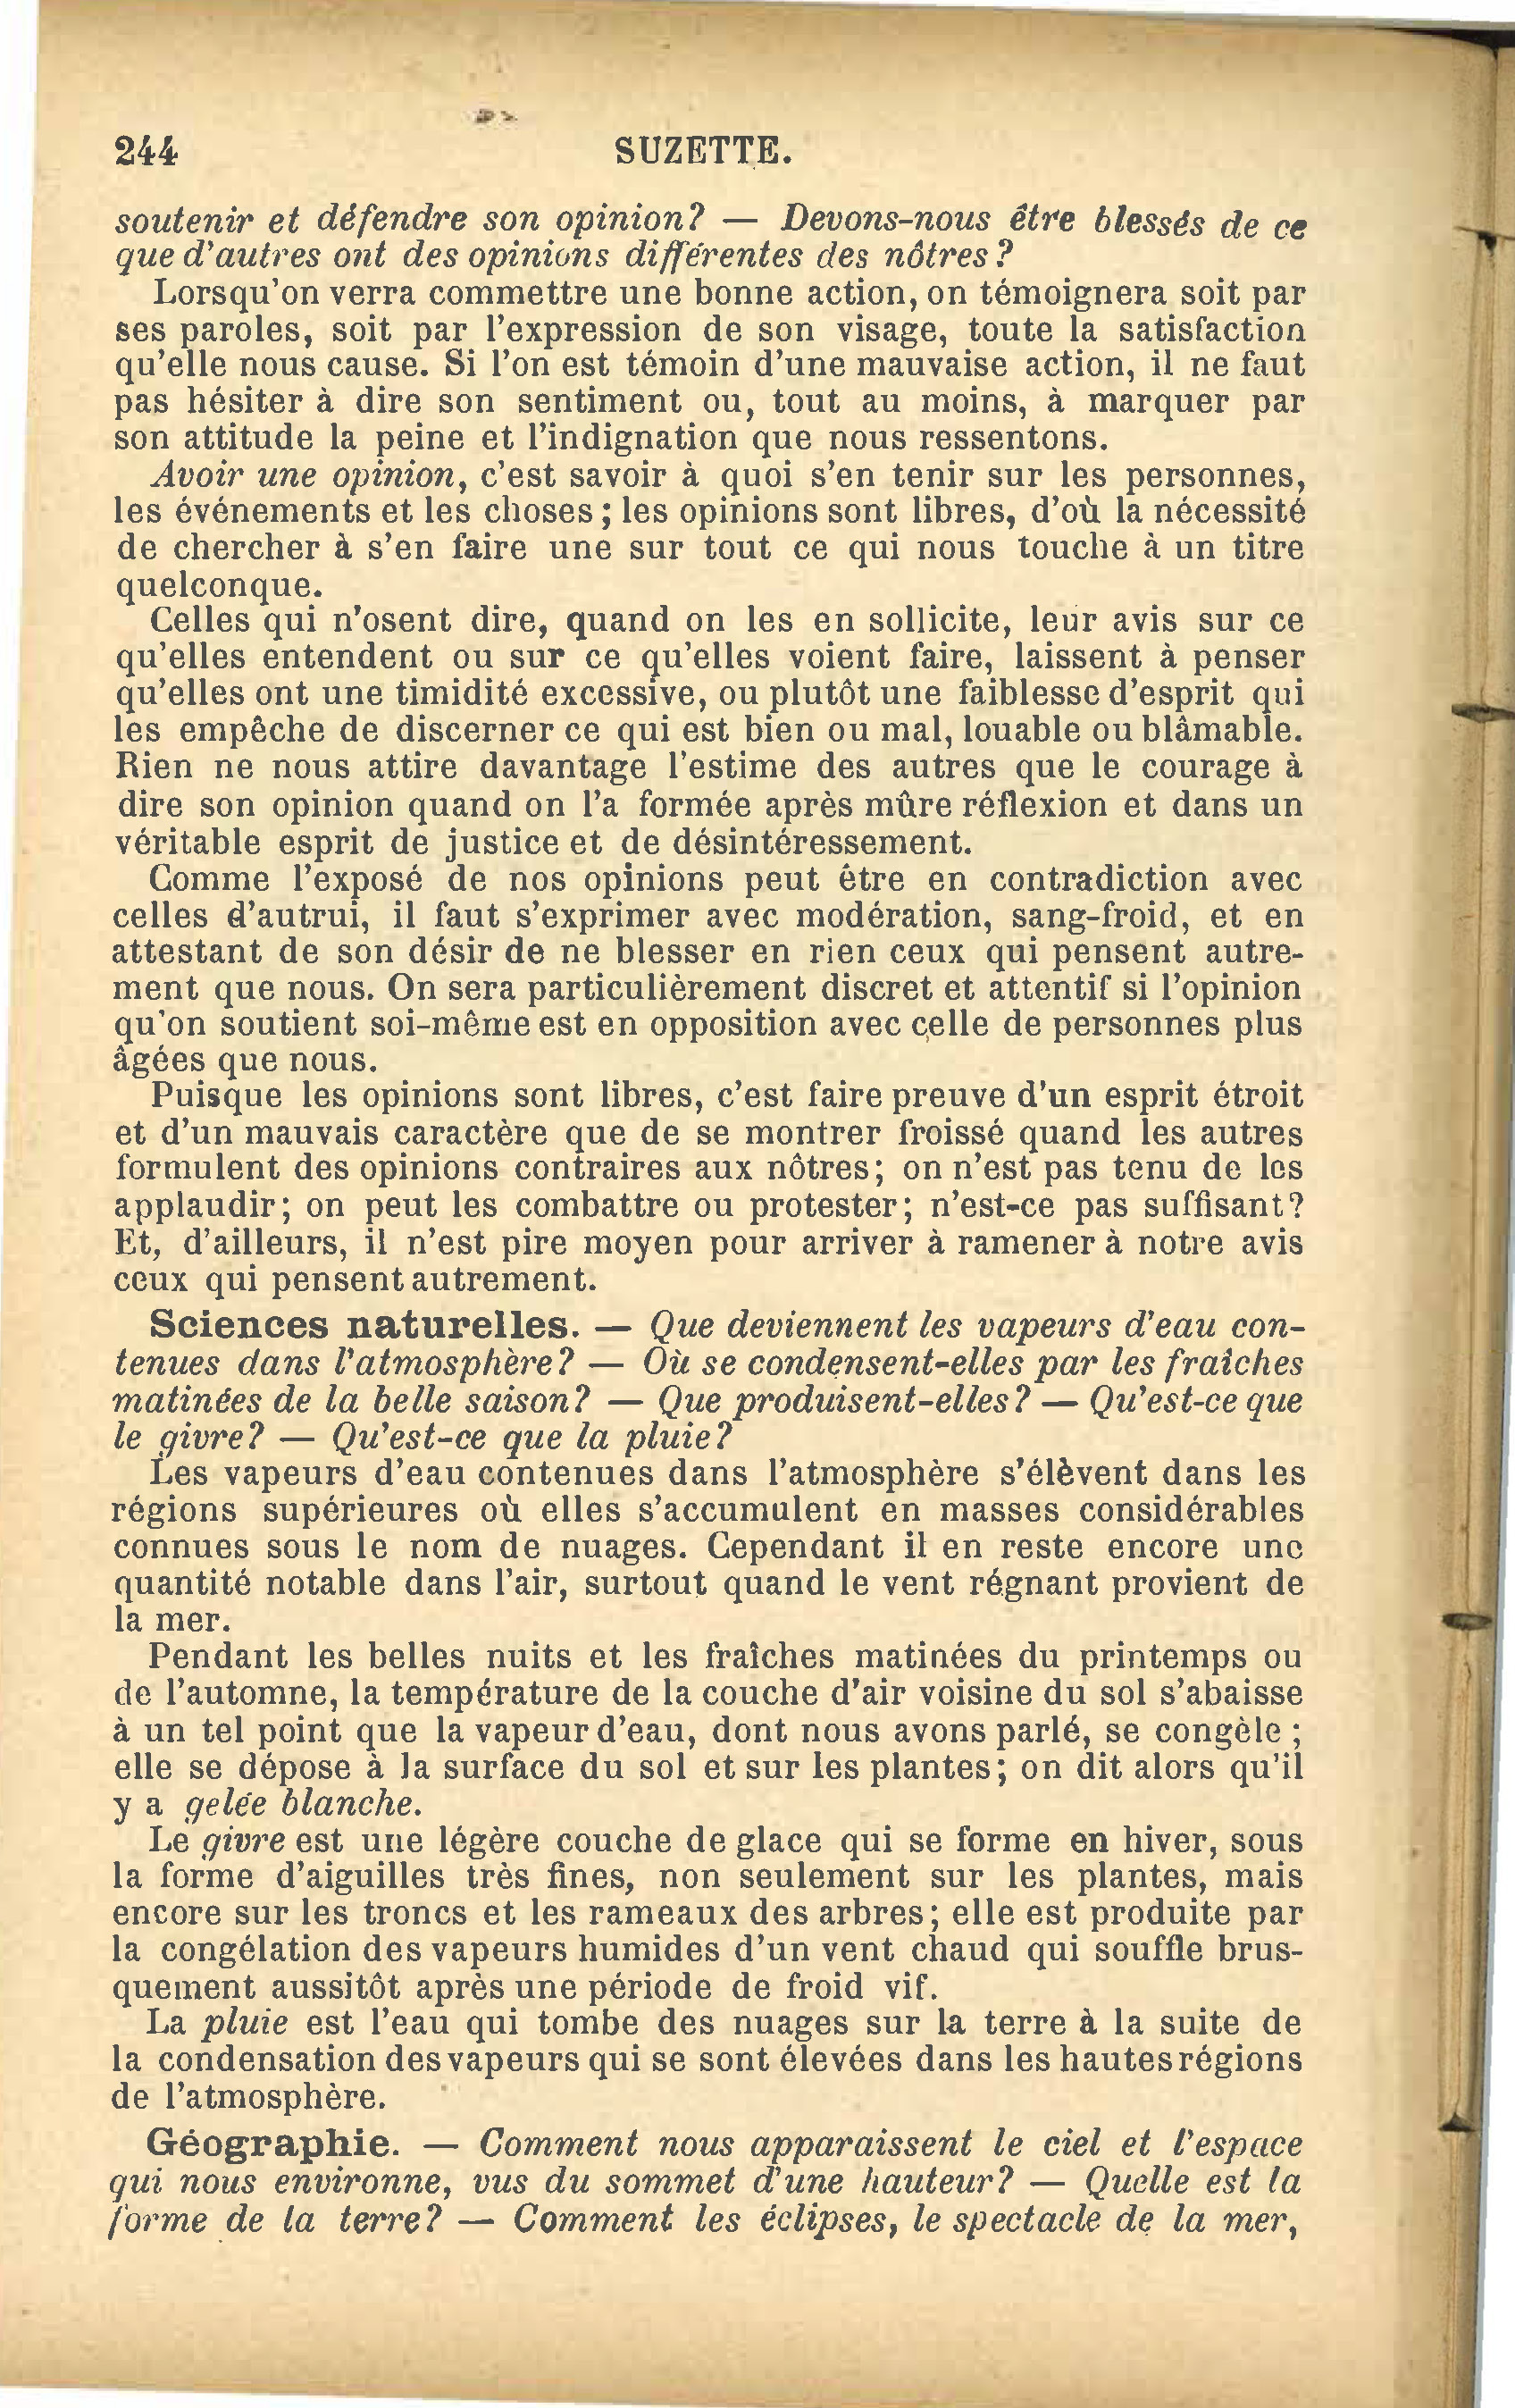 244 SUZETTE.
soutenir et défendre son opinion? — Devons-nous être blessés de ce
que d'autres ont des opinions différentes des nôtres?
Lorsqu'on verra commettre une bonne action, on témoignera soit par
ses paroles, soit par l'expression de son visage, toute la satisfaction
qu'elle nous cause. Si l'on est témoin d'une mauvaise action, il ne faut
pas hésiter à dire son sentiment ou, tout au moins, à marquer par
son attitude la peine et l'indignation que nous ressentons.
Avoir une opinion, c'est savoir à quoi s'en tenir sur les personnes,
les événements et les choses; les opinions sont libres, d'où la nécessité
de chercher à s'en faire une sur tout ce qui nous touche à un titre
quelconque.
Celles qui n'osent dire, quand on les en sollicite, leur avis sur ce
qu'elles entendent ou sur ce qu'elles voient faire, laissent à penser
qu'elles ont une timidité excessive, ou plutôt une faiblesse d'esprit qui
les empêche de discerner ce qui est bien ou mal, louable ou blâmable.
Rien ne nous attire davantage l'estime des autres que le courage à
dire son opinion quand on l'a formée après mûre réflexion et dans un
véritable esprit de justice et de désintéressement.
Comme l'exposé de nos opinions peut être en contradiction avec
celles d'autrui, il faut s'exprimer avec modération, sang-froid, et en
attestant de son désir de ne blesser en rien ceux qui pensent autre-
ment que nous. On sera particulièrement discret et attentif si l'opinion
qu'on soutient soi-même est en opposition avec celle de personnes plus
âgées que nous.
Puisque les opinions sont libres, c'est faire preuve d'un esprit étroit
et d'un mauvais caractère que de se montrer froissé quand les autres
formulent des opinions contraires aux nôtres; on n'est pas tenu de les
applaudir; on peut les combattre ou protester; n'est-ce pas suffisant?
Et, d'ailleurs, il n'est pire moyen pour arriver à ramener à notre avis
ceux qui pensent autrement.
Sciences naturelles. — Que deviennent les vapeurs d'eau con-
tenues dans l'atmosphère? — Où se condensent-elles par les fraîches
matinées de la belle saison? — Que produisent-elles? — Qu'est-ce que
le givre? — Qu'est-ce que la pluie?
Les vapeurs d'eau contenues dans l'atmosphère s'élèvent dans les
régions supérieures où elles s'accumulent en masses considérables
connues sous le nom de nuages. Cependant il en reste encore une
quantité notable dans l'air, surtout quand le vent régnant provient de
la mer.
Pendant les belles nuits et les fraîches matinées du printemps ou
de l'automne, la température de la couche d'air voisine du sol s'abaisse
à un tel point que la vapeur d'eau, dont nous avons parlé, se congèle;
elle se dépose à la surface du sol et sur les plantes; on dit alors qu'il
y a gelée blanche.
Le givre est une légère couche de glace qui se forme en hiver, sous
la forme d'aiguilles très fines, non seulement sur les plantes, mais
encore sur les troncs et les rameaux des arbres; elle est produite par
la congélation des vapeurs humides d'un vent chaud qui souffle brus-
quement aussitôt après une période de froid vif.
La pluie est l'eau qui tombe des nuages sur la terre à la suite de
la condensation des vapeurs qui se sont élevées dans les hautes régions
de l'atmosphère.
Géographie. — Comment nous apparaissent le ciel et l'espace
qui nous environne, vus du sommet d'une hauteur? — Quelle est la
forme de la terre? — Comment les éclipses, le spectacle de la mer,